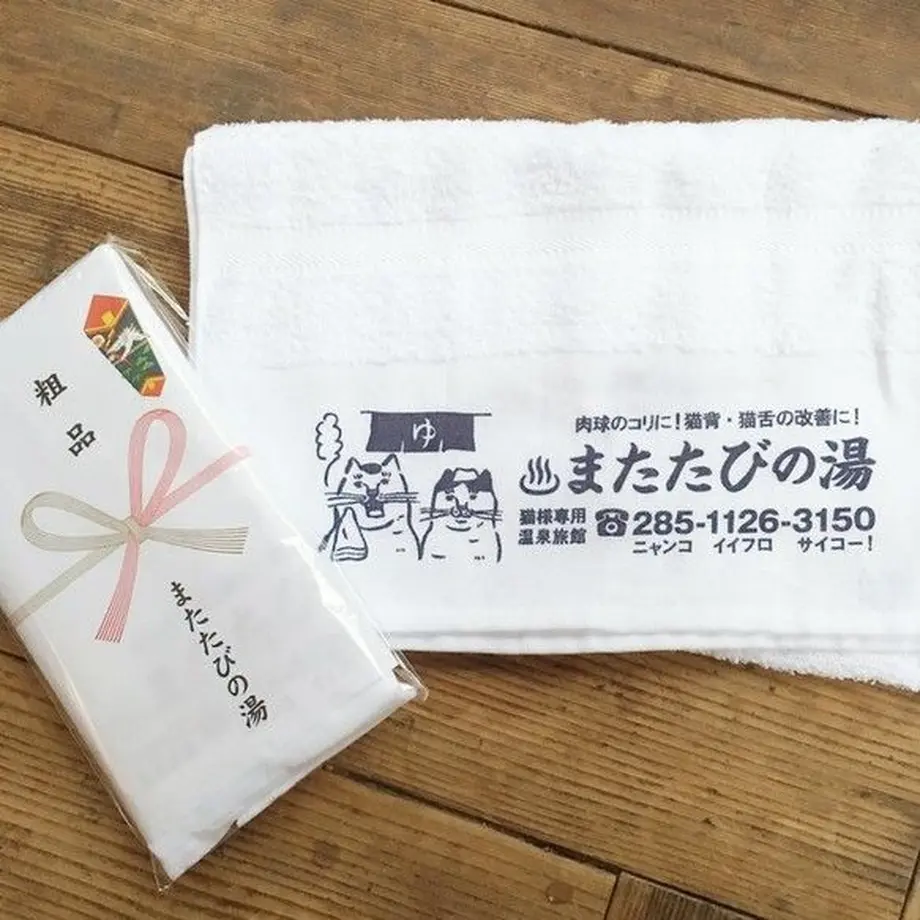 粗品
またたびの湯
ゆ
肉球のコリに!猫背・猫舌の改善に!
♨またたびの湯
猫様専用
温泉旅館
☎285-1126-3150
ニャンコ イイフロ サイコー!